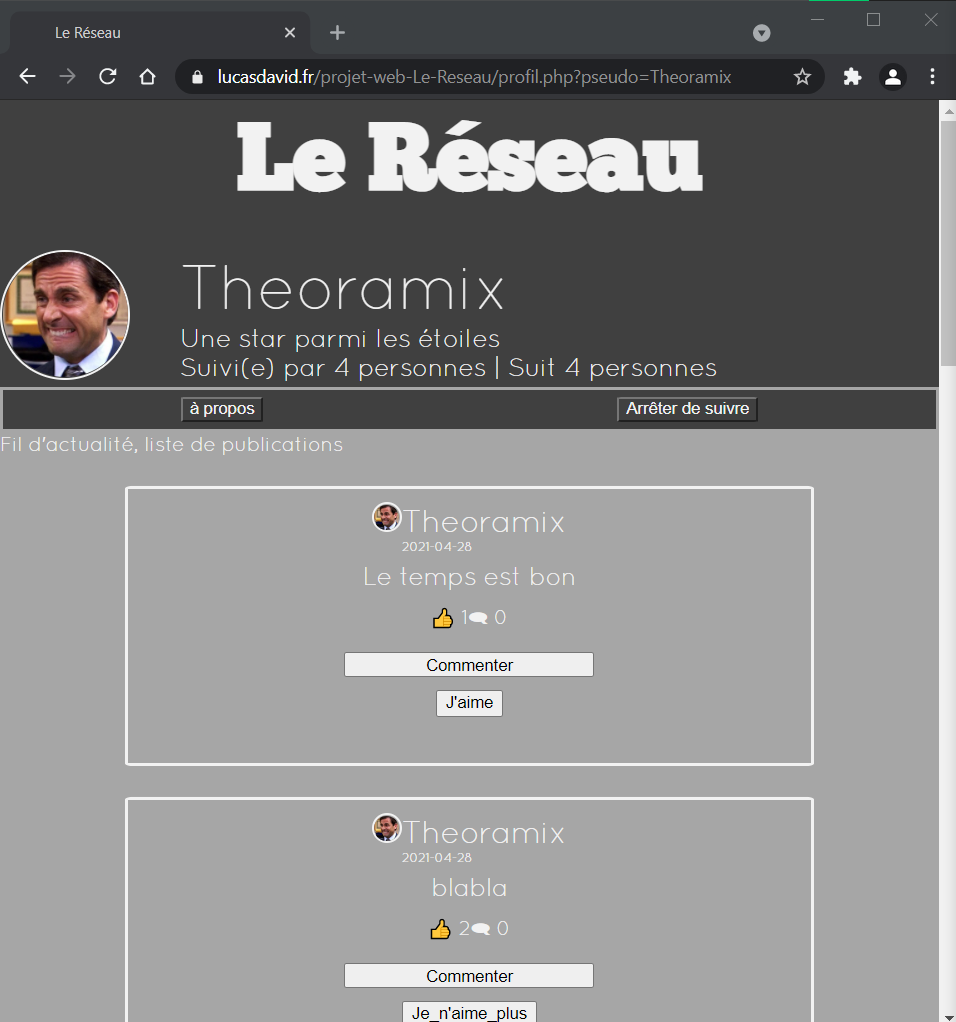 Le Réseau
lucasdavid.fr/projet-web-Le-Reseau/profil.php?pseudo=Theoramix
Le Réseau
Theoramix
Une star parmi les étoiles
Suivi(e) par 4 personnes | Suit 4 personnes
à propos Arrêter de suivre
Fil d'actualité, liste de publications
Theoramix
2021-04-28
Le temps est bon
👍 1🗨 0
Commenter
J'aime
Theoramix
2021-04-28
blabla
👍 2🗨 0
Commenter
Je_n'aime_plus